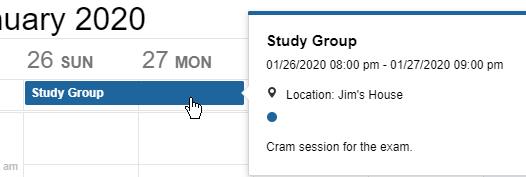 nuary 2020
26 SUN
27 MON
Study Group
am
Study Group
01/26/2020 08:00 pm - 01/27/2020 09:00 pm
Location: Jim's House
Cram session for the exam.